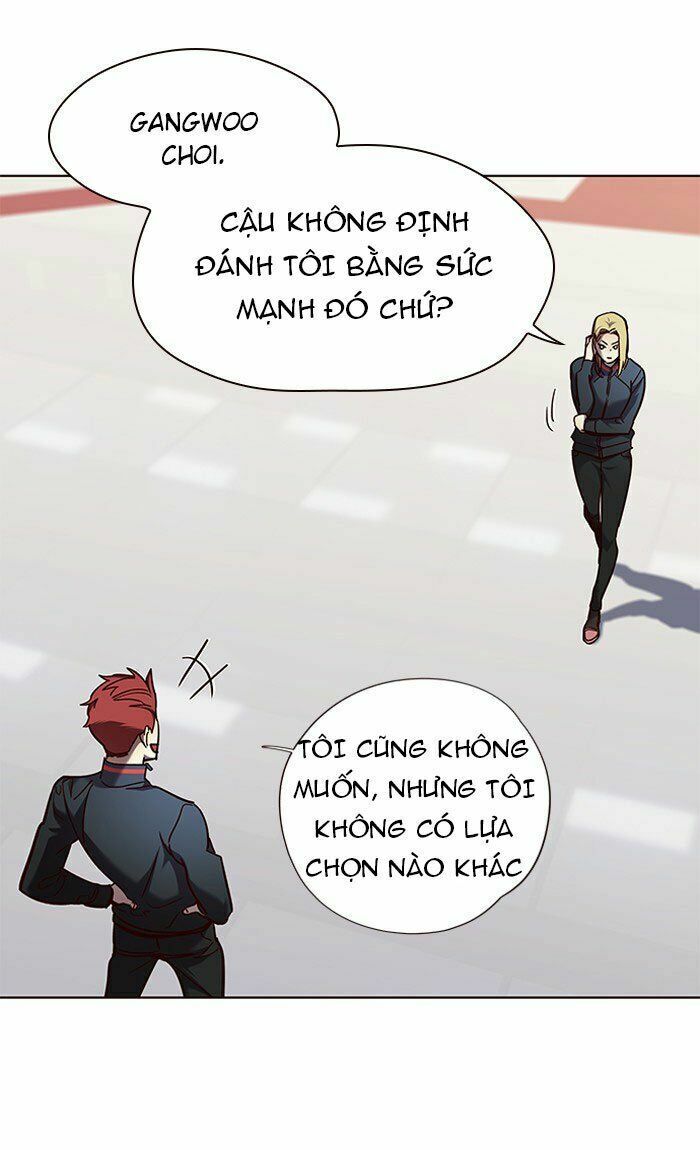 GANGWOO
CHOI.
CẬU KHÔNG ĐỊNH
ĐÁNH TÔI BẰNG SỨC
MẠNH ĐÓ CHỨ?
TÔI CŨNG KHÔNG
MUỐN, NHƯNG TÔI
KHÔNG CÓ LỰA
CHỌN NÀO KHÁC